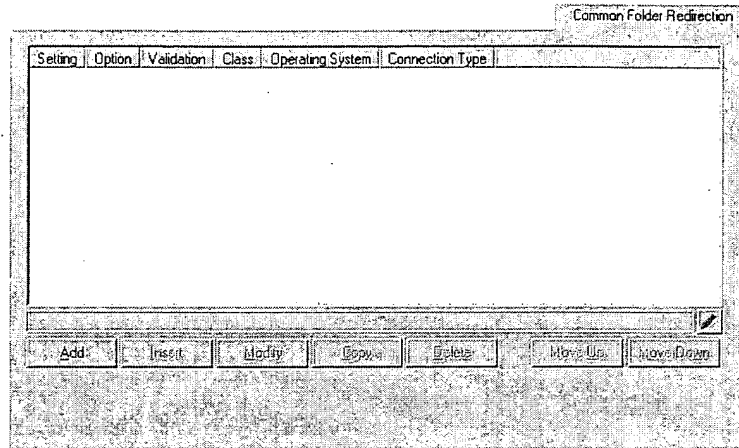 Common Folder Redirection
Setting Option Validation Class Operating System Connection Type
Add Insert Modify Copy Delete Move Up Move Down